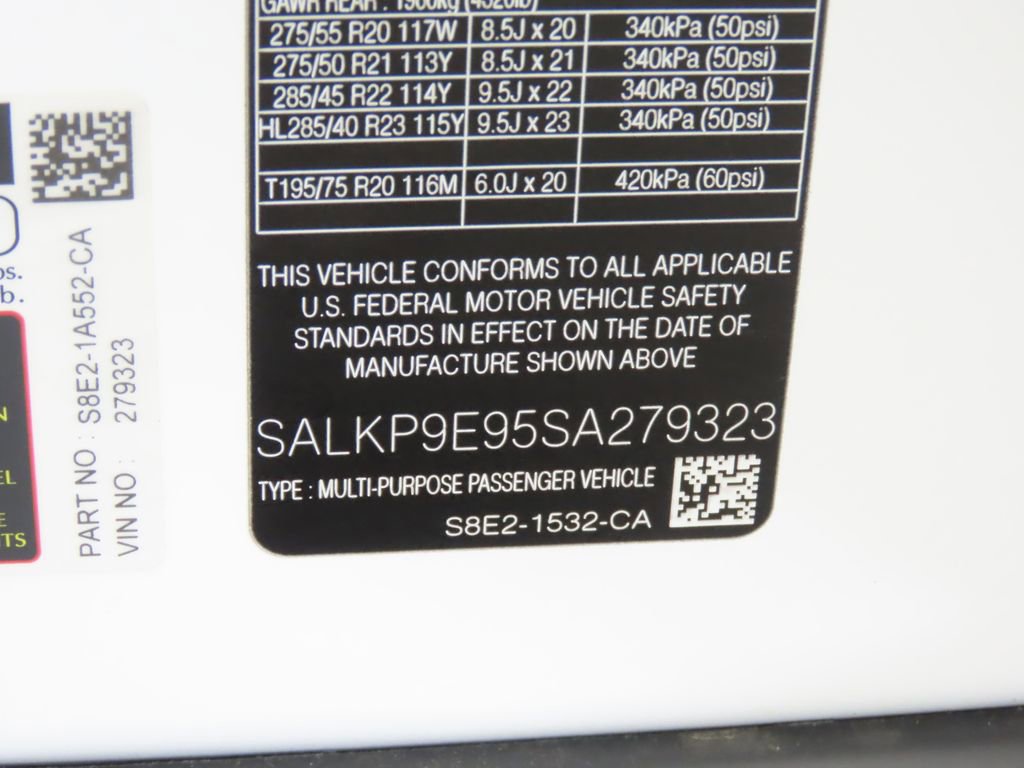 GAWR REAR : 1960kg (4320lb)
275/55 R20 117W 8.5J x 20 340kPa (50psi)
275/50 R21 113Y 8.5J x 21 340kPa (50psi)
285/45 R22 114Y 9.5J x 22 340kPa (50psi)
HL285/40 R23 115Y 9.5J x 23 340kPa (50psi)
T195/75 R20 116M 6.0J x 20 420kPa (60psi)
THIS VEHICLE CONFORMS TO ALL APPLICABLE
U.S. FEDERAL MOTOR VEHICLE SAFETY
STANDARDS IN EFFECT ON THE DATE OF
MANUFACTURE SHOWN ABOVE
SALKP9E95SA279323
TYPE : MULTI-PURPOSE PASSENGER VEHICLE
S8E2-1532-CA
PART NO : S8E2-1A552-CA
VIN NO : 279323